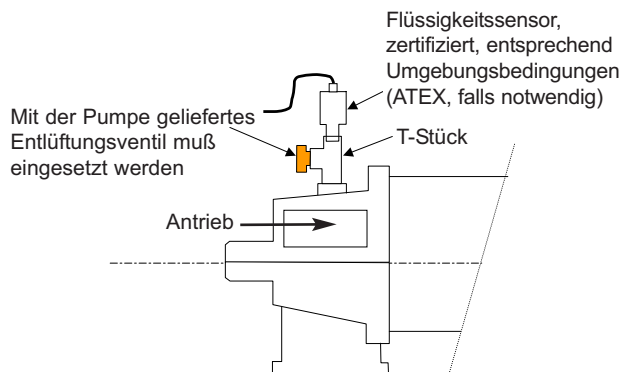 Flüssigkeitssensor,
zertifiziert, entsprechend
Umgebungsbedingungen
(ATEX, falls notwendig)
Mit der Pumpe geliefertes
Entlüftungsventil muß
eingesetzt werden
T-Stück
Antrieb